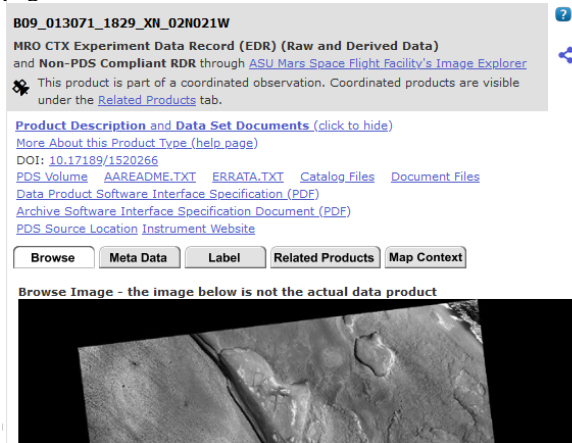 B09_013071_1829_XN_02N021W
MRO CTX Experiment Data Record (EDR) (Raw and Derived Data)
and Non-PDS Compliant RDR through ASU Mars Space Flight Facility's Image Explorer
This product is part of a coordinated observation. Coordinated products are visible
under the Related Products tab.
Product Description and Data Set Documents (click to hide)
More About this Product Type (help page)
DOI: 10.17189/1520266
PDS Volume AAREADME.TXT ERRATA.TXT Catalog Files Document Files
Data Product Software Interface Specification (PDF)
Archive Software Interface Specification Document (PDF)
PDS Source Location Instrument Website
Browse Meta Data Label Related Products Map Context
Browse Image - the image below is not the actual data product